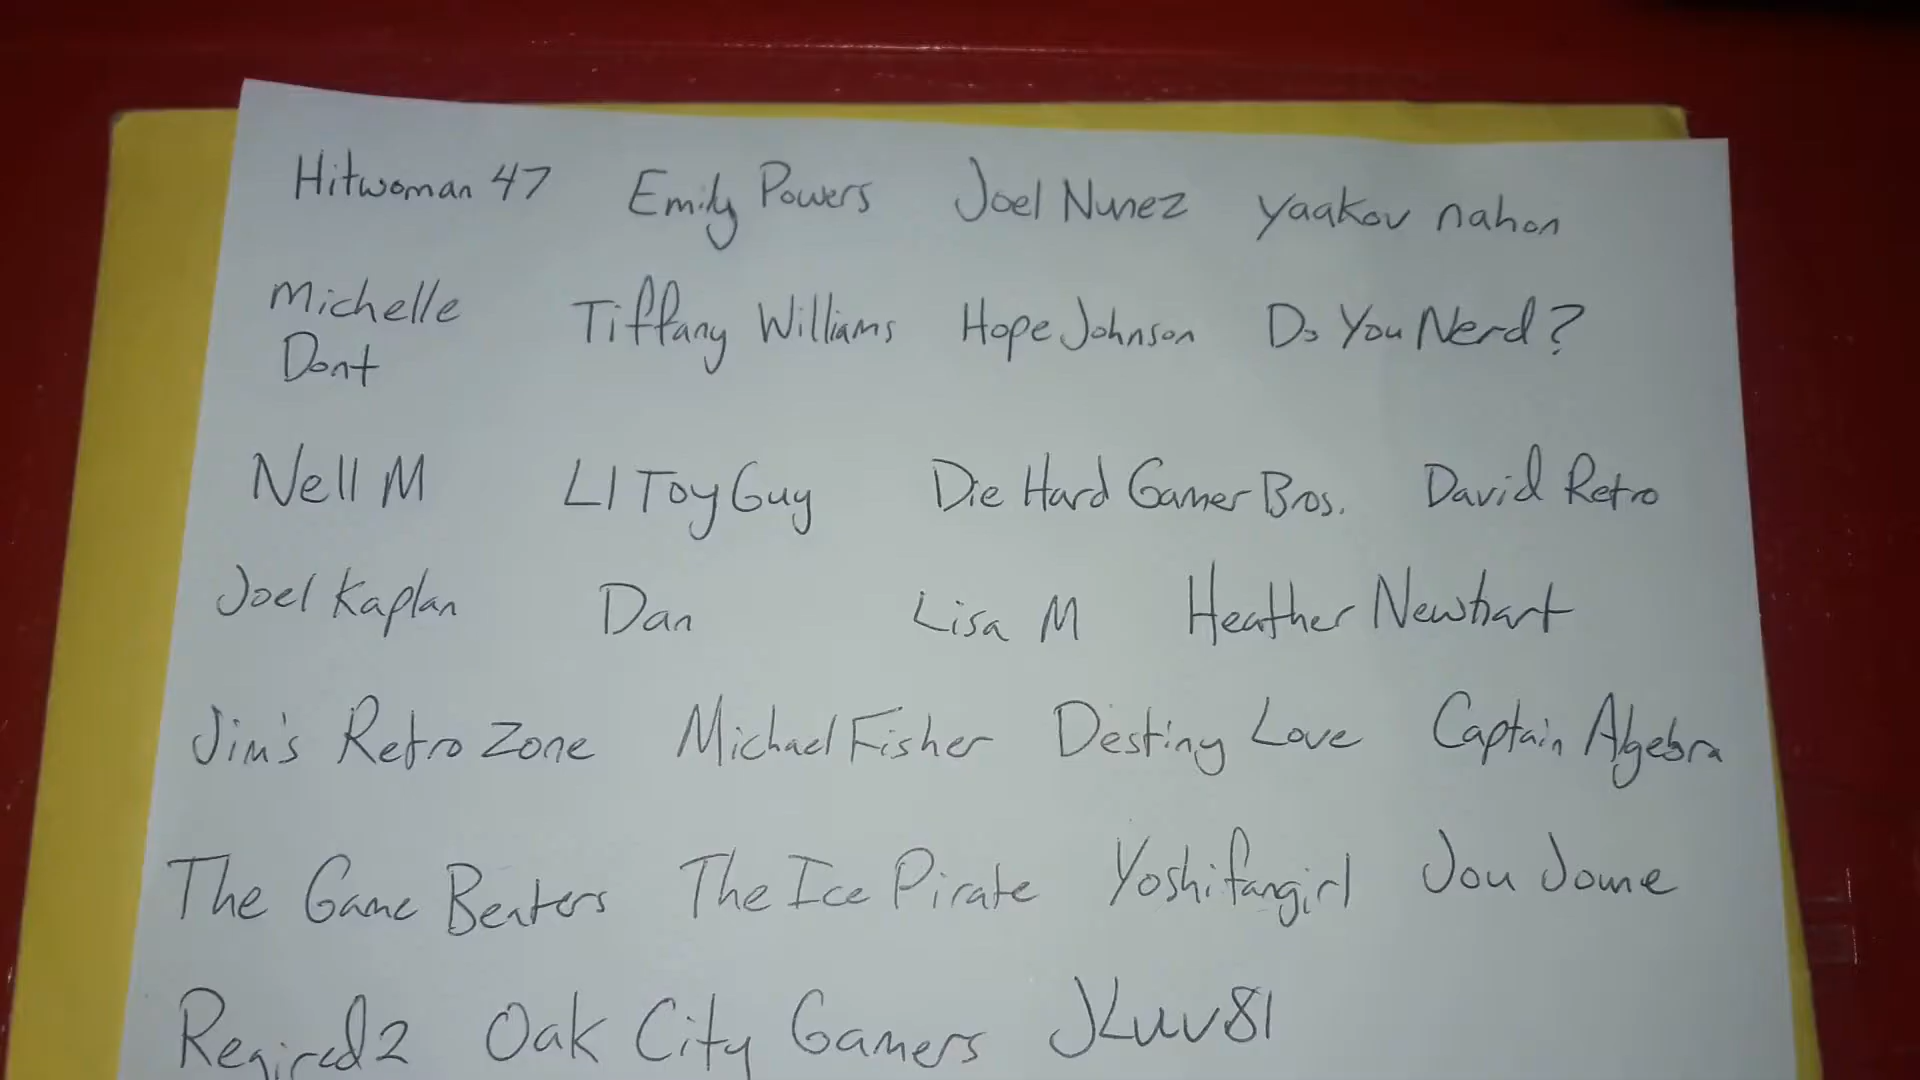 Hitwoman 47 Emily Powers Joel Nunez yaakov nahon
Michelle Tiffany Williams Hope Johnson Do You Nerd?
Dont
Nell M LI Toy Guy Die Hard Gamer Bros. David Retro
Joel Kaplan Dan Lisa M Heather Newhart
Jim's Retro Zone Michael Fisher Destiny Love Captain Algebra
The Game Beaters The Ice Pirate Yoshifangirl Jou Jowe
Oak City Gamers JLuv81